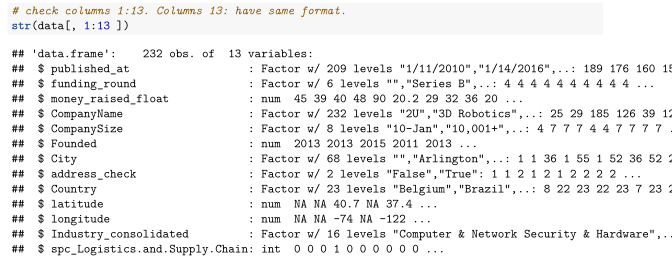 # check columns 1:13. Columns 13: have same format.
str(data[, 1:13 ])
## 'data.frame':    232 obs. of  13 variables:
##  $ published_at                  : Factor w/ 209 levels "","1/11/2010","1/14/2016",..: 189 176 160 15
##  $ funding_round                 : Factor w/ 6 levels "","Series B",..: 4 4 4 4 4 4 4 4 4 4 ...
##  $ money_raised_float            : num  45 39 40 48 90 20.2 29 32 36 20 ...
##  $ CompanyName                   : Factor w/ 232 levels "2U","3D Robotics",..: 25 29 185 126 39 12
##  $ CompanySize                   : Factor w/ 8 levels "10-Jan","10,001+",..: 4 7 7 7 4 4 7 7 7 7 .
##  $ Founded                       : num  2013 2013 2015 2011 2013 ...
##  $ City                          : Factor w/ 68 levels "","Arlington",..: 1 1 36 1 55 1 52 36 52 2
##  $ address_check                 : Factor w/ 2 levels "False","True": 1 1 2 1 2 1 2 2 2 2 ...
##  $ Country                       : Factor w/ 23 levels "Belgium","Brazil",..: 8 22 23 22 23 7 23 2
##  $ latitude                      : num  NA NA 40.7 NA 37.4 ...
##  $ longitude                     : num  NA NA -74 NA -122 ...
##  $ Industry_consolidated         : Factor w/ 16 levels "Computer & Network Security & Hardware",..
##  $ spc_Logistics.and.Supply.Chain: int  0 0 0 1 0 0 0 0 0 0 ...